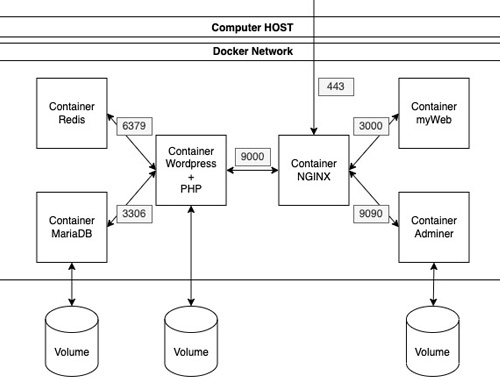 Computer HOST
Docker Network
443
Container
Redis
6379
Container
Wordpress
+
PHP
9000
Container
NGINX
3000
Container
myWeb
Container
MariaDB
3306
9090
Container
Adminer
Volume
Volume
Volume